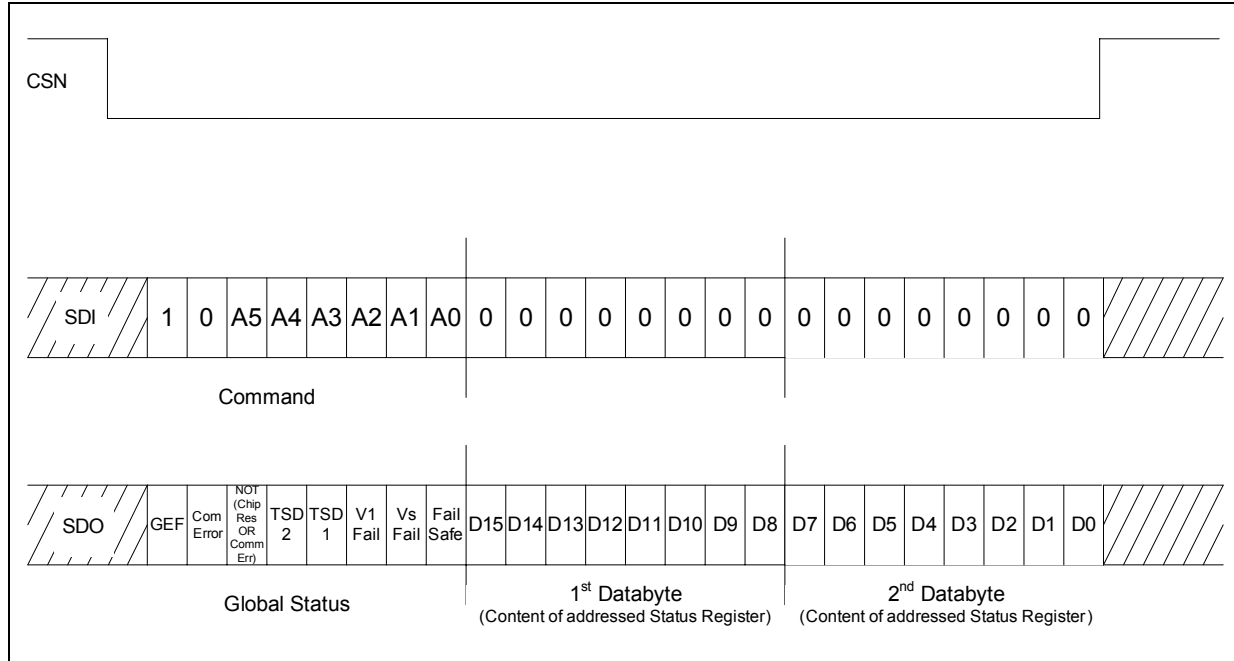 CSN
SDI 1 0 A5 A4 A3 A2 A1 A0 0 0 0 0 0 0 0 0 0 0 0 0 0 0 0 0
Command
SDO GEF Com Error NOT (Chip Res OR Comm Err) TSD 2 TSD 1 V1 Fail Vs Fail Fail Safe D15 D14 D13 D12 D11 D10 D9 D8 D7 D6 D5 D4 D3 D2 D1 D0
Global Status
1st Databyte
(Content of addressed Status Register)
2nd Databyte
(Content of addressed Status Register)